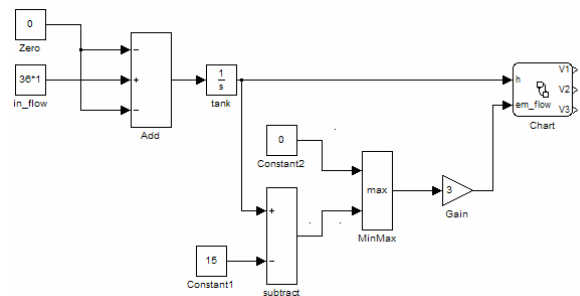 0
Zero
36*1
in_flow
−
+
−
Add
1
s
tank
h
em_flow
V1
V2
V3
Chart
0
Constant2
max
MinMax
3
Gain
+
−
subtract
15
Constant1